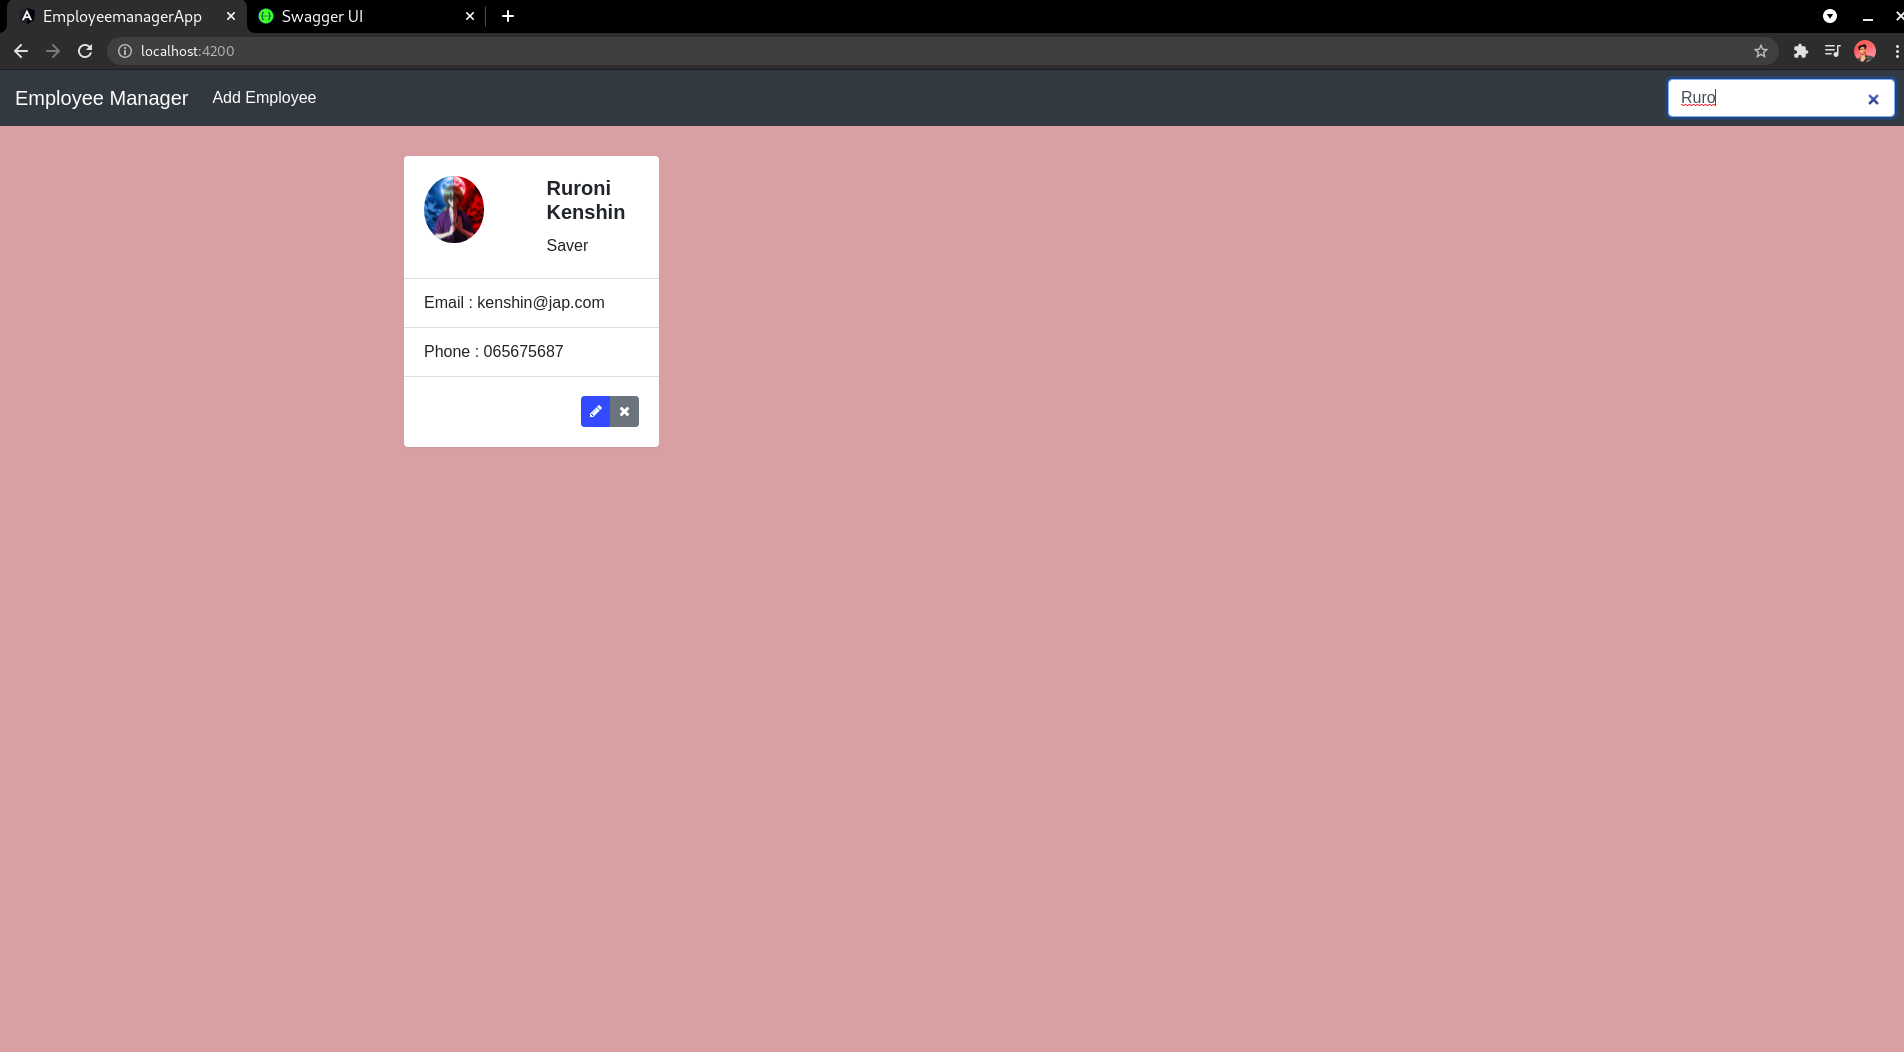 EmployeemanagerApp
Swagger UI
localhost:4200
Employee Manager
Add Employee
Ruro
Ruroni
Kenshin
Saver
Email : kenshin@jap.com
Phone : 065675687